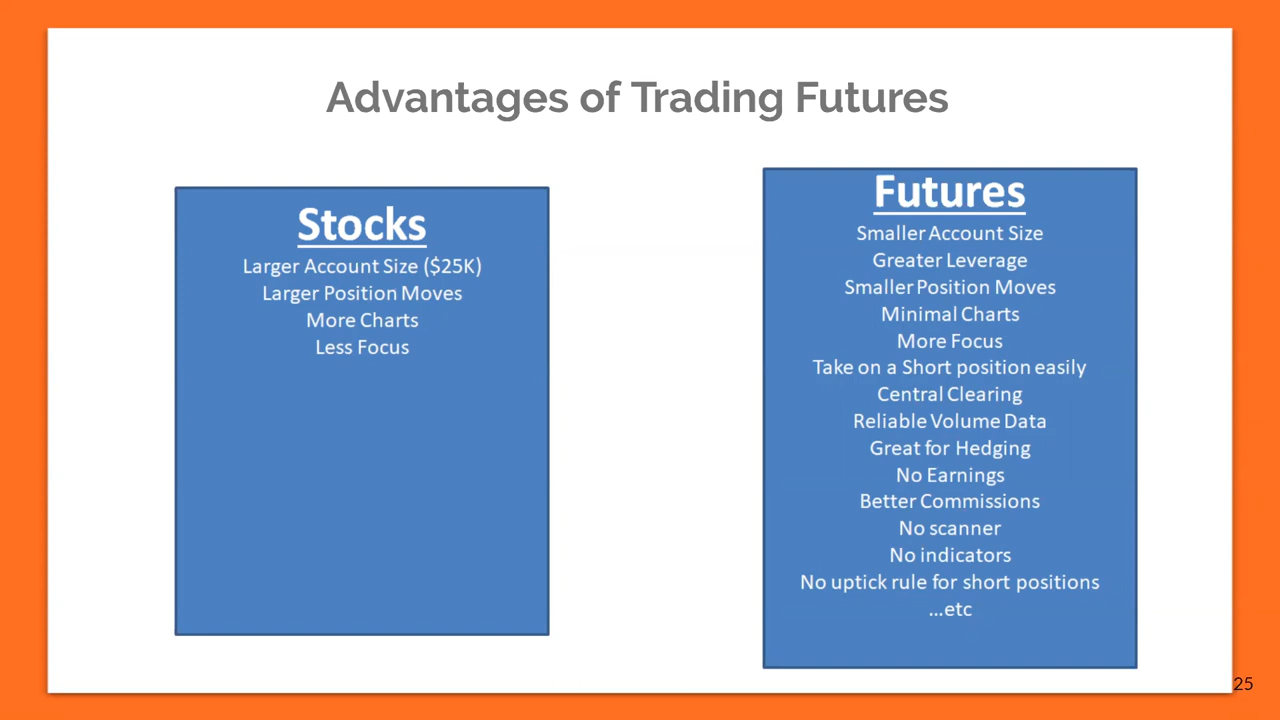 Advantages of Trading Futures
Stocks
Larger Account Size ($25K)
Larger Position Moves
More Charts
Less Focus
Futures
Smaller Account Size
Greater Leverage
Smaller Position Moves
Minimal Charts
More Focus
Take on a Short position easily
Central Clearing
Reliable Volume Data
Great for Hedging
No Earnings
Better Commissions
No scanner
No indicators
No uptick rule for short positions
...etc
25